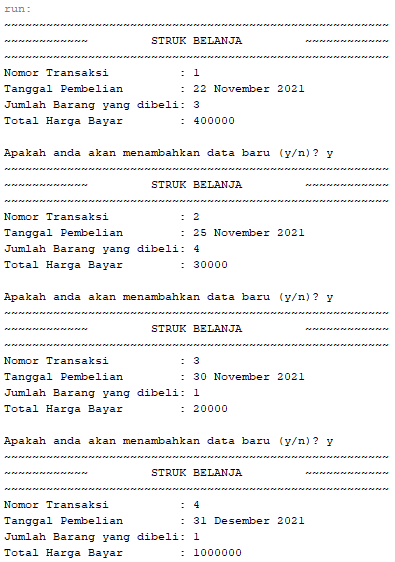 run:
~~~~~~~~~~~~~~~~~~~~~~~~~~~~~~~~~~~~~~~~~~~~~~~~~~~~~~~
~~~~~~~~~~~~         STRUK BELANJA         ~~~~~~~~~~~~
~~~~~~~~~~~~~~~~~~~~~~~~~~~~~~~~~~~~~~~~~~~~~~~~~~~~~~~
Nomor Transaksi          : 1
Tanggal Pembelian        : 22 November 2021
Jumlah Barang yang dibeli: 3
Total Harga Bayar        : 400000

Apakah anda akan menambahkan data baru (y/n)? y
~~~~~~~~~~~~~~~~~~~~~~~~~~~~~~~~~~~~~~~~~~~~~~~~~~~~~~~
~~~~~~~~~~~~         STRUK BELANJA         ~~~~~~~~~~~~
~~~~~~~~~~~~~~~~~~~~~~~~~~~~~~~~~~~~~~~~~~~~~~~~~~~~~~~
Nomor Transaksi          : 2
Tanggal Pembelian        : 25 November 2021
Jumlah Barang yang dibeli: 4
Total Harga Bayar        : 30000

Apakah anda akan menambahkan data baru (y/n)? y
~~~~~~~~~~~~~~~~~~~~~~~~~~~~~~~~~~~~~~~~~~~~~~~~~~~~~~~
~~~~~~~~~~~~         STRUK BELANJA         ~~~~~~~~~~~~
~~~~~~~~~~~~~~~~~~~~~~~~~~~~~~~~~~~~~~~~~~~~~~~~~~~~~~~
Nomor Transaksi          : 3
Tanggal Pembelian        : 30 November 2021
Jumlah Barang yang dibeli: 1
Total Harga Bayar        : 20000

Apakah anda akan menambahkan data baru (y/n)? y
~~~~~~~~~~~~~~~~~~~~~~~~~~~~~~~~~~~~~~~~~~~~~~~~~~~~~~~
~~~~~~~~~~~~         STRUK BELANJA         ~~~~~~~~~~~~
~~~~~~~~~~~~~~~~~~~~~~~~~~~~~~~~~~~~~~~~~~~~~~~~~~~~~~~
Nomor Transaksi          : 4
Tanggal Pembelian        : 31 Desember 2021
Jumlah Barang yang dibeli: 1
Total Harga Bayar        : 1000000